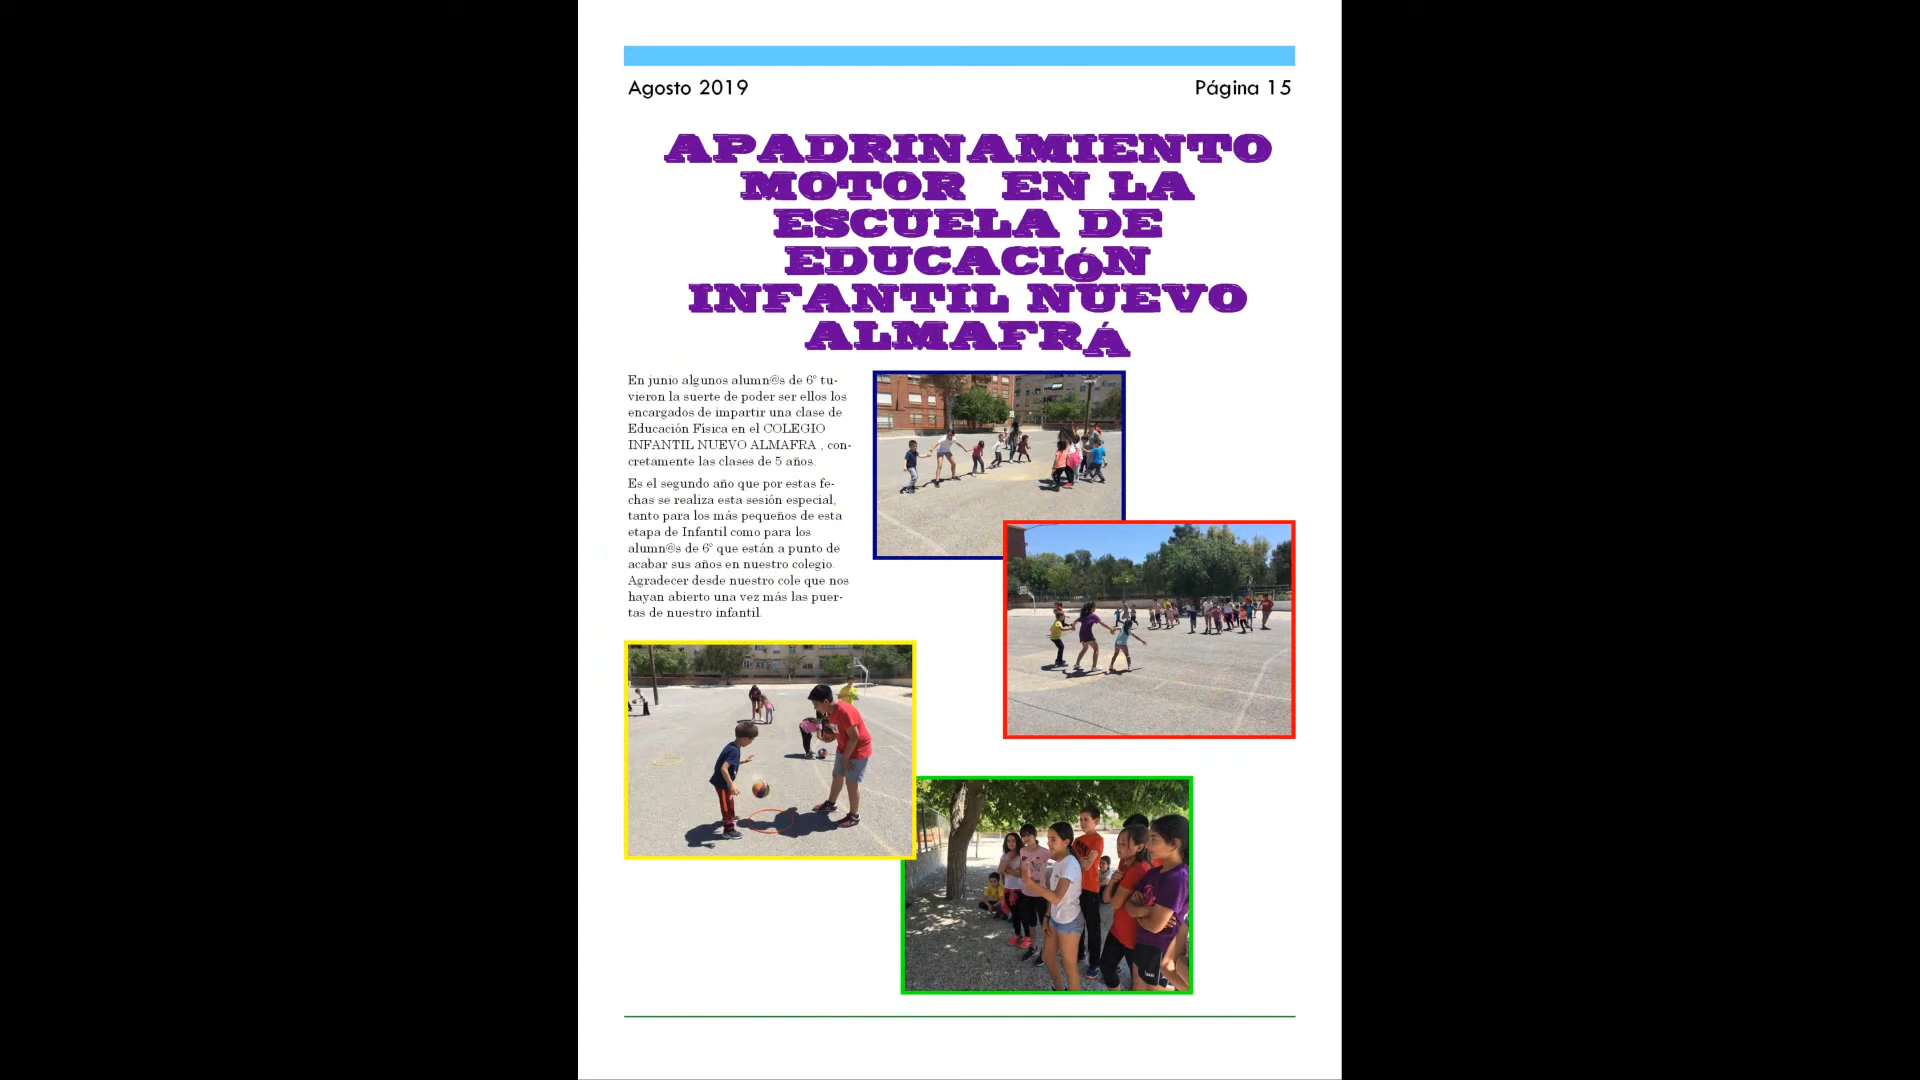 Agosto 2019
Página 15
APADRINAMIENTO
MOTOR EN LA
ESCUELA DE
EDUCACIÓN
INFANTIL NUEVO
ALMAFRÁ
En junio algunos alumn@s de 6º tu-
vieron la suerte de poder ser ellos los
encargados de impartir una clase de
Educación Física en el COLEGIO
INFANTIL NUEVO ALMAFRA , con-
cretamente las clases de 5 años.
Es el segundo año que por estas fe-
chas se realiza esta sesión especial,
tanto para los más pequeños de esta
etapa de Infantil como para los
alumn@s de 6º que están a punto de
acabar sus años en nuestro colegio.
Agradecer desde nuestro cole que nos
hayan abierto una vez más las puer-
tas de nuestro infantil.